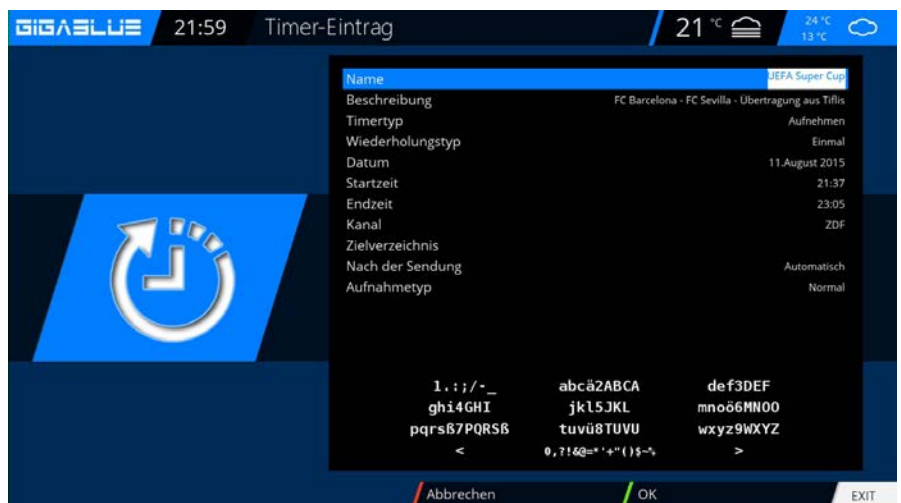 GIGABLUE 21:59 Timer-Eintrag 21 °C 24 °C
13 °C
Name UEFA Super Cup
Beschreibung FC Barcelona - FC Sevilla - Übertragung aus Tiflis
Timertyp Aufnehmen
Wiederholungstyp Einmal
Datum 11.August 2015
Startzeit 21:37
Endzeit 23:05
Kanal ZDF
Zielverzeichnis
Nach der Sendung Automatisch
Aufnahmetyp Normal
1.:;/-_ abcä2ABCA def3DEF
ghi4GHI jkl5JKL mnoö6MNOO
pqrsß7PQRSß tuvü8TUVU wxyz9WXYZ
< 0,?!&@=*'+"()$~% >
Abbrechen OK EXIT